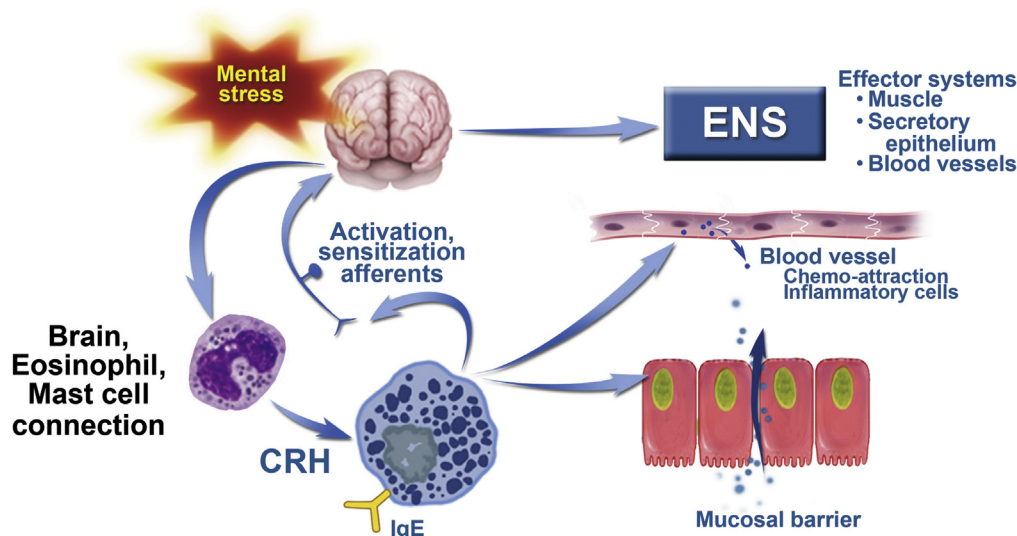 Mental
stress
ENS
Effector systems
• Muscle
• Secretory
epithelium
• Blood vessels
Activation,
sensitization
afferents
Blood vessel
Chemo-attraction
Inflammatory cells
Brain,
Eosinophil,
Mast cell
connection
CRH
IgE
Mucosal barrier